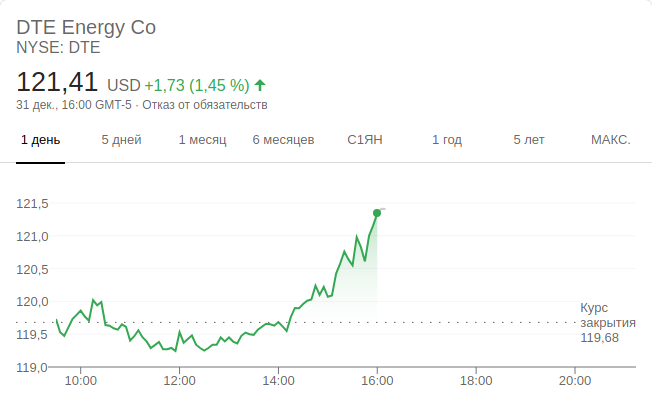 DTE Energy Co
NYSE: DTE
121,41 USD +1,73 (1,45 %)
31 дек., 16:00 GMT-5 · Отказ от обязательств
1 день 5 дней 1 месяц 6 месяцев С1ЯН 1 год 5 лет МАКС.
121,5
121,0
120,5
120,0
119,5
119,0
Курс
закрытия
119,68
10:00 12:00 14:00 16:00 18:00 20:00